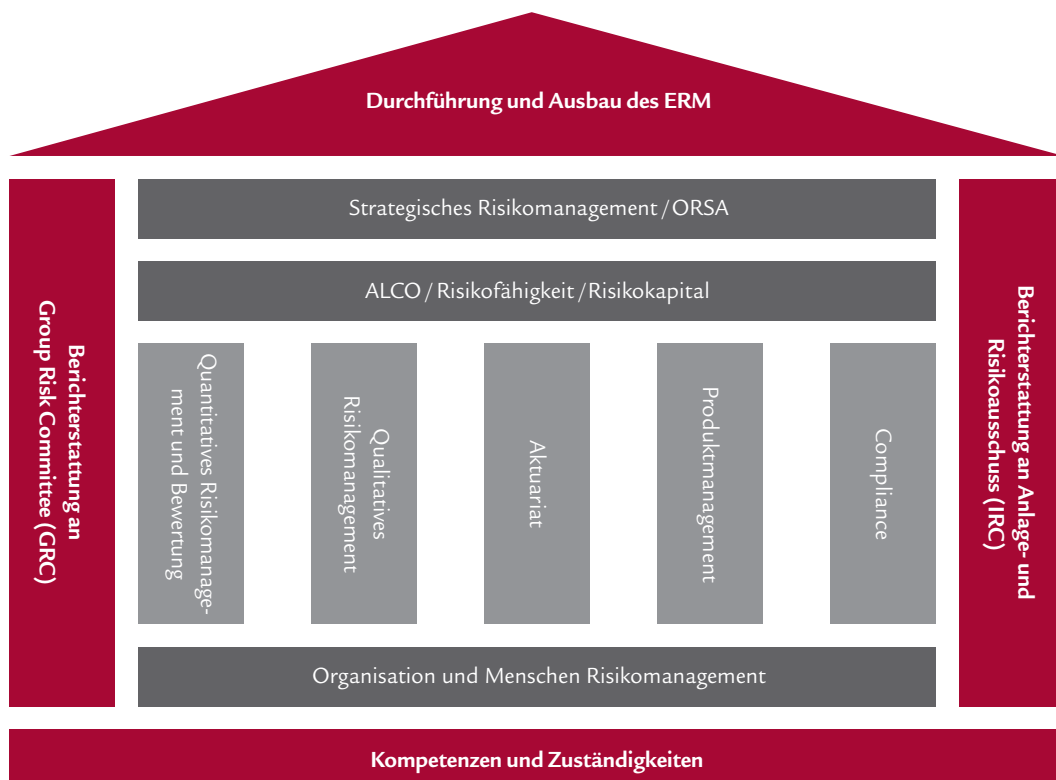 Durchführung und Ausbau des ERM
Berichterstattung an
Group Risk Committee (GRC)
Strategisches Risikomanagement / ORSA
ALCO / Risikofähigkeit / Risikokapital
Quantitatives Risikomanage-
ment und Bewertung
Qualitatives
Risikomanagement
Aktuariat
Produktmanagement
Compliance
Organisation und Menschen Risikomanagement
Berichterstattung an Anlage- und
Risikoausschuss (IRC)
Kompetenzen und Zuständigkeiten